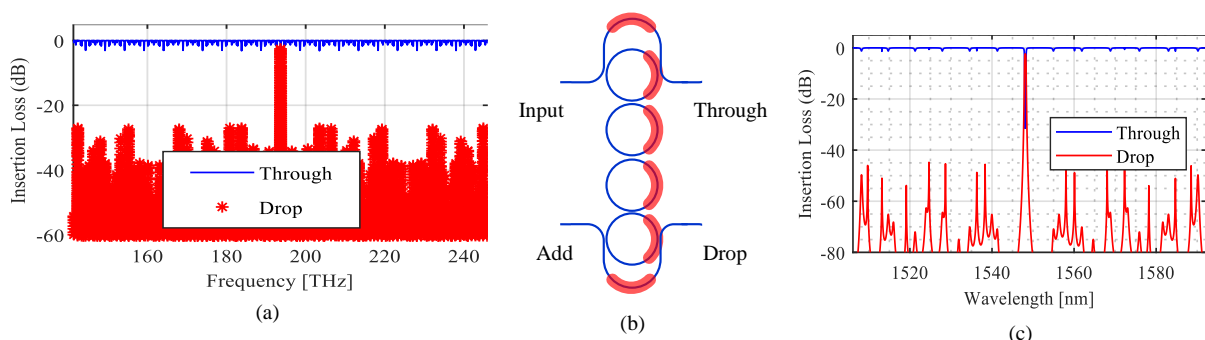 0
-20
-40
-60
Insertion Loss (dB)
160
180
200
220
240
Frequency [THz]
Through
Drop
(a)
Input
Through
Add
Drop
(b)
0
-20
-40
-60
-80
Insertion Loss (dB)
1520
1540
1560
1580
Wavelength [nm]
Through
Drop
(c)